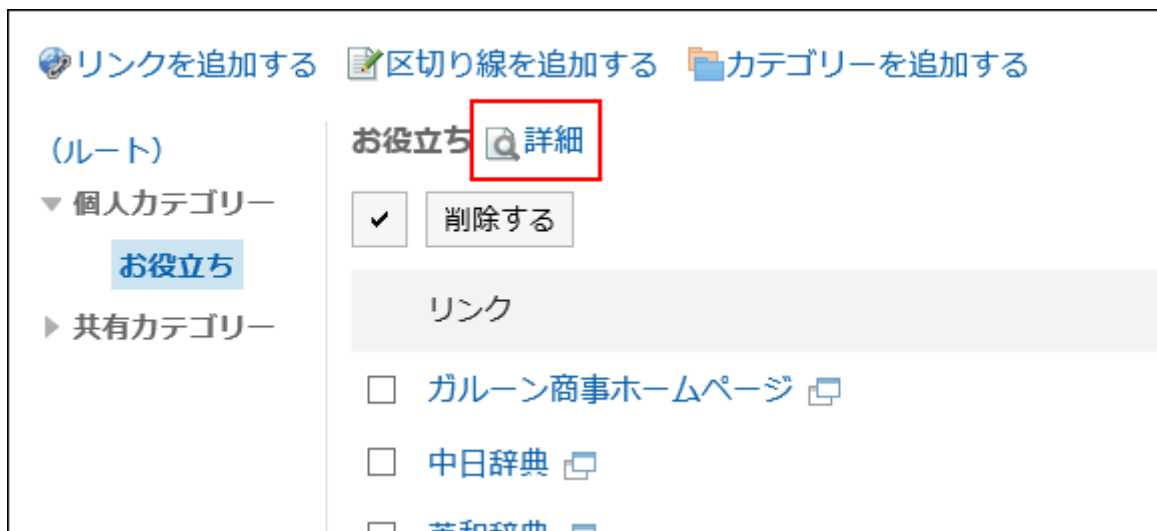 リンクを追加する 区切り線を追加する カテゴリーを追加する
(ルート)
個人カテゴリー
お役立ち
共有カテゴリー
お役立ち 詳細
削除する
リンク
ガルーン商事ホームページ
中日辞典
英和辞典